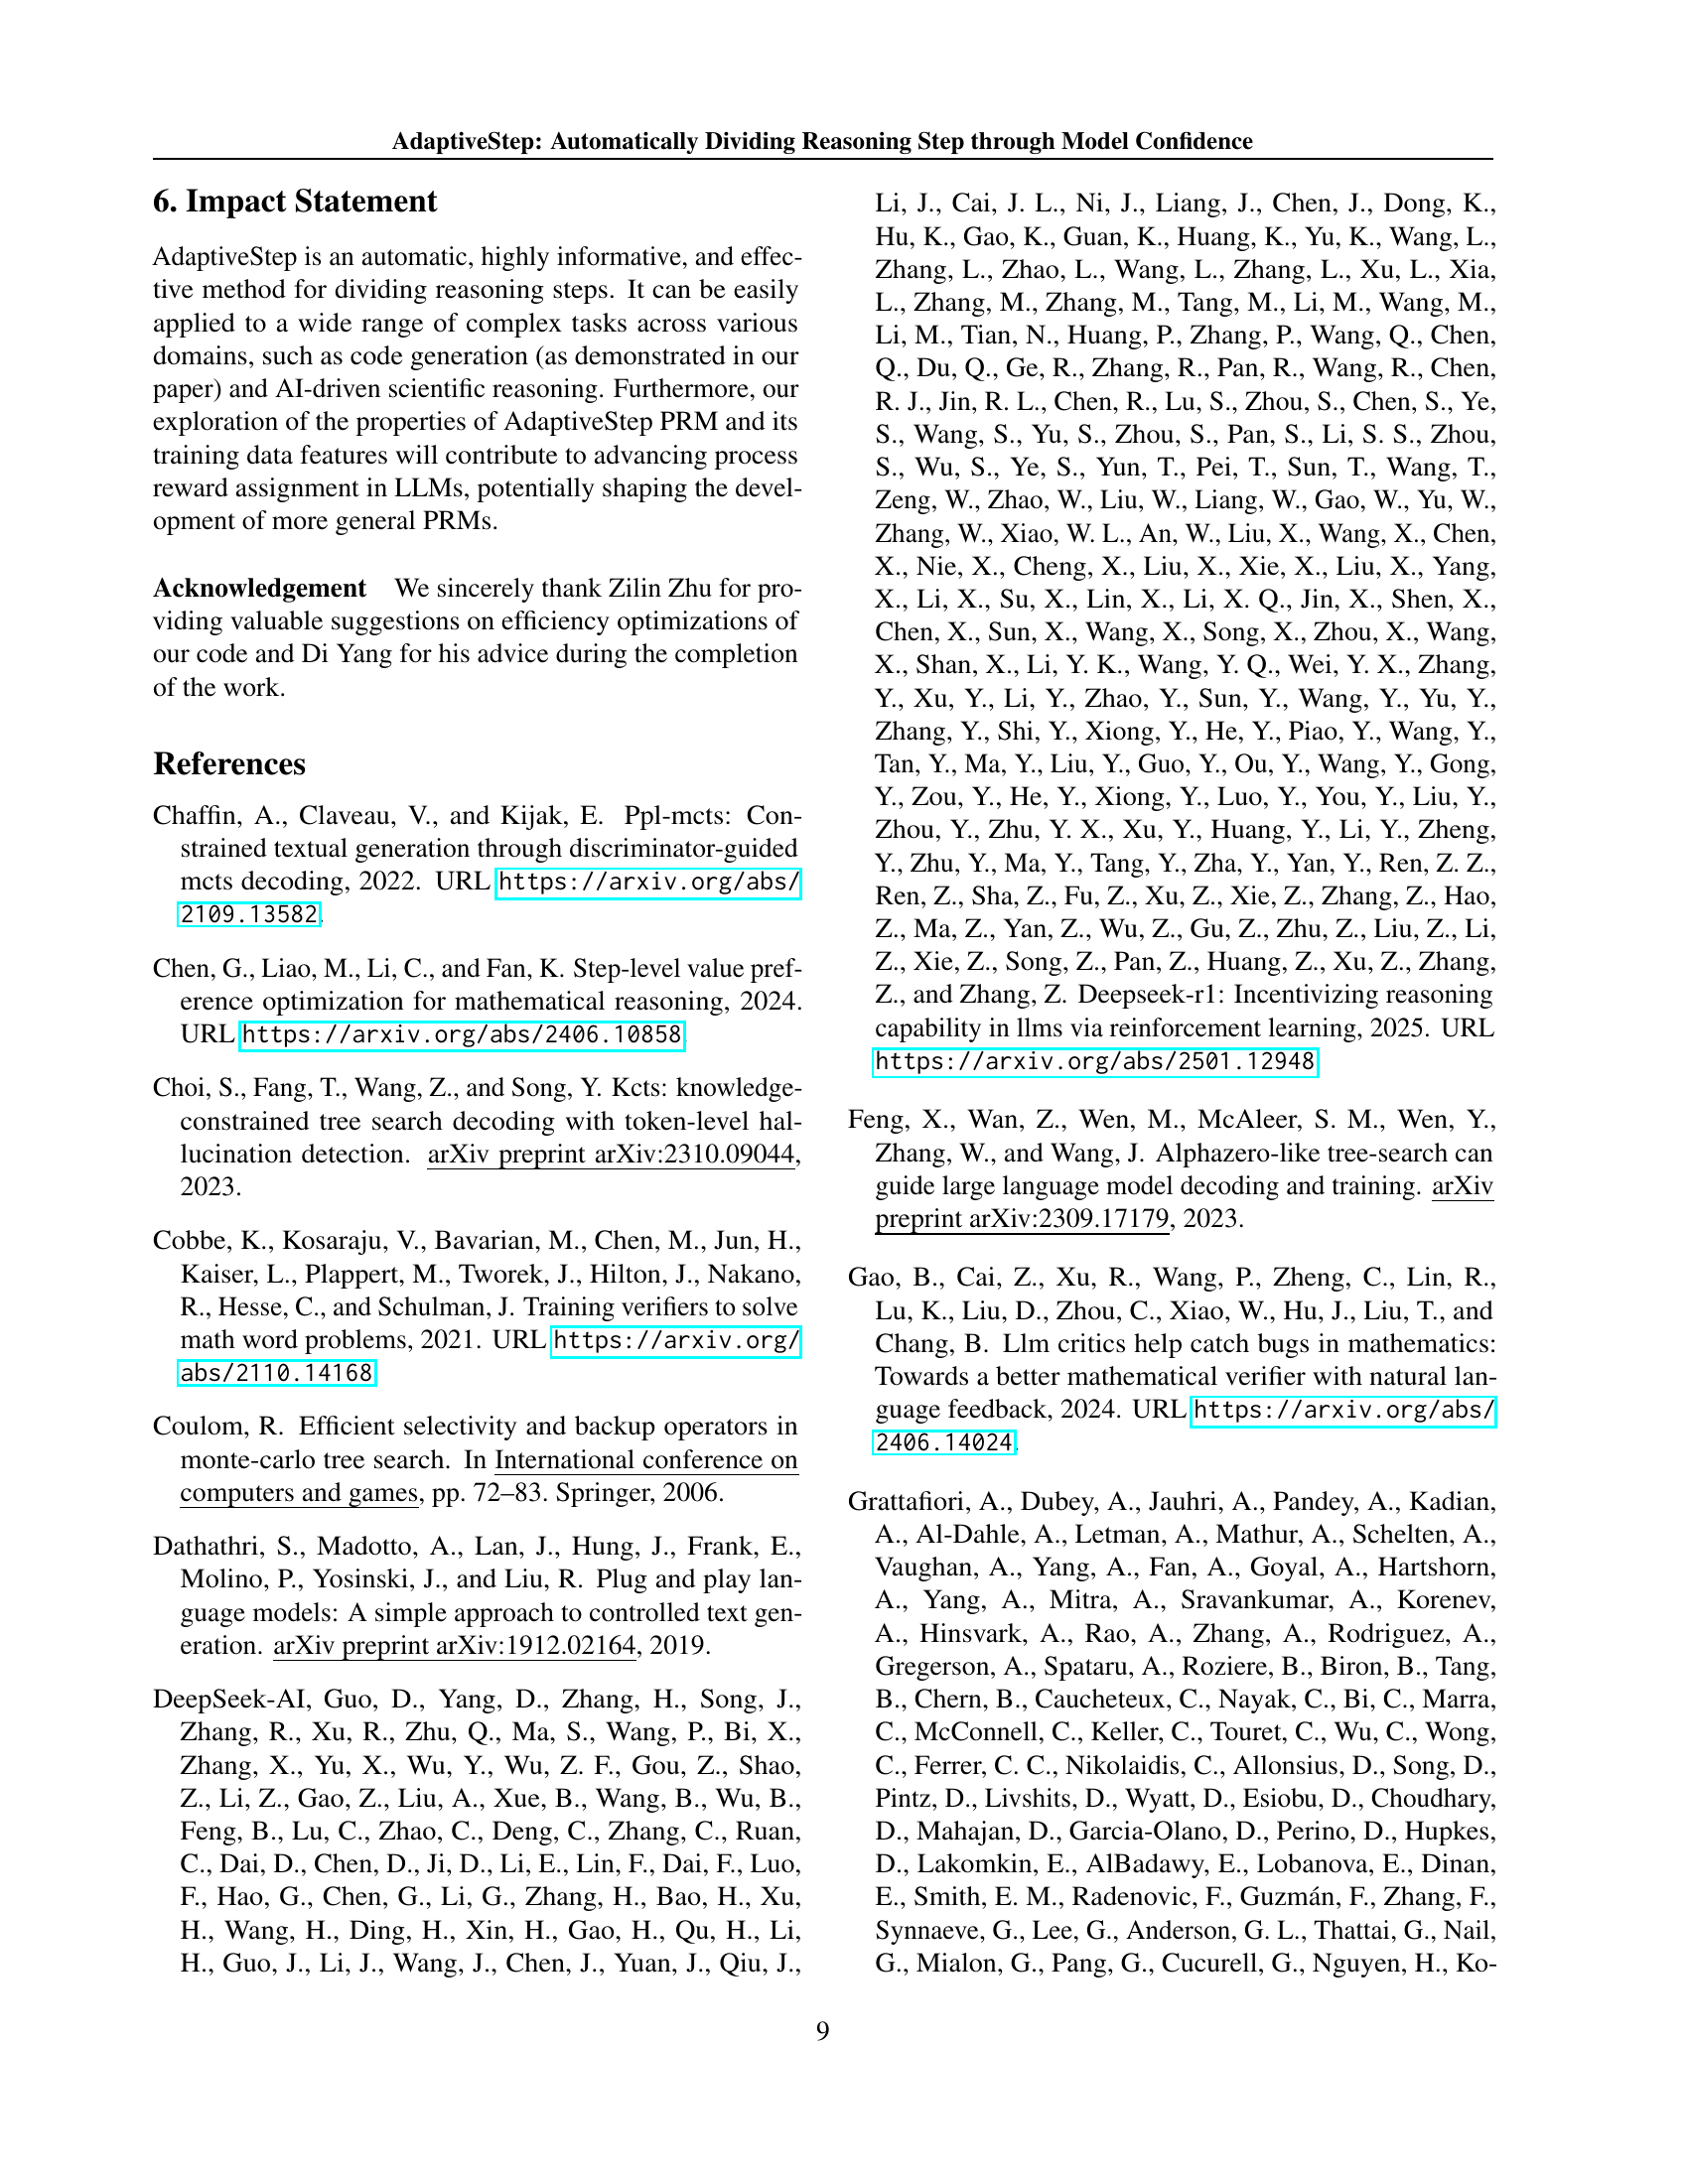 AdaptiveStep: Automatically Dividing Reasoning Step through Model Confidence
6. Impact Statement
AdaptiveStep is an automatic, highly informative, and effec-
tive method for dividing reasoning steps. It can be easily
applied to a wide range of complex tasks across various
domains, such as code generation (as demonstrated in our
paper) and AI-driven scientific reasoning. Furthermore, our
exploration of the properties of AdaptiveStep PRM and its
training data features will contribute to advancing process
reward assignment in LLMs, potentially shaping the devel-
opment of more general PRMs.
Acknowledgement We sincerely thank Zilin Zhu for pro-
viding valuable suggestions on efficiency optimizations of
our code and Di Yang for his advice during the completion
of the work.
References
Chaffin, A., Claveau, V., and Kijak, E. Ppl-mcts: Con-
strained textual generation through discriminator-guided
mcts decoding, 2022. URL https://arxiv.org/abs/
2109.13582.
Chen, G., Liao, M., Li, C., and Fan, K. Step-level value pref-
erence optimization for mathematical reasoning, 2024.
URL https://arxiv.org/abs/2406.10858.
Choi, S., Fang, T., Wang, Z., and Song, Y. Kcts: knowledge-
constrained tree search decoding with token-level hal-
lucination detection. arXiv preprint arXiv:2310.09044,
2023.
Cobbe, K., Kosaraju, V., Bavarian, M., Chen, M., Jun, H.,
Kaiser, L., Plappert, M., Tworek, J., Hilton, J., Nakano,
R., Hesse, C., and Schulman, J. Training verifiers to solve
math word problems, 2021. URL https://arxiv.org/
abs/2110.14168.
Coulom, R. Efficient selectivity and backup operators in
monte-carlo tree search. In International conference on
computers and games, pp. 72–83. Springer, 2006.
Dathathri, S., Madotto, A., Lan, J., Hung, J., Frank, E.,
Molino, P., Yosinski, J., and Liu, R. Plug and play lan-
guage models: A simple approach to controlled text gen-
eration. arXiv preprint arXiv:1912.02164, 2019.
DeepSeek-AI, Guo, D., Yang, D., Zhang, H., Song, J.,
Zhang, R., Xu, R., Zhu, Q., Ma, S., Wang, P., Bi, X.,
Zhang, X., Yu, X., Wu, Y., Wu, Z. F., Gou, Z., Shao,
Z., Li, Z., Gao, Z., Liu, A., Xue, B., Wang, B., Wu, B.,
Feng, B., Lu, C., Zhao, C., Deng, C., Zhang, C., Ruan,
C., Dai, D., Chen, D., Ji, D., Li, E., Lin, F., Dai, F., Luo,
F., Hao, G., Chen, G., Li, G., Zhang, H., Bao, H., Xu,
H., Wang, H., Ding, H., Xin, H., Gao, H., Qu, H., Li,
H., Guo, J., Li, J., Wang, J., Chen, J., Yuan, J., Qiu, J.,
Li, J., Cai, J. L., Ni, J., Liang, J., Chen, J., Dong, K.,
Hu, K., Gao, K., Guan, K., Huang, K., Yu, K., Wang, L.,
Zhang, L., Zhao, L., Wang, L., Zhang, L., Xu, L., Xia,
L., Zhang, M., Zhang, M., Tang, M., Li, M., Wang, M.,
Li, M., Tian, N., Huang, P., Zhang, P., Wang, Q., Chen,
Q., Du, Q., Ge, R., Zhang, R., Pan, R., Wang, R., Chen,
R. J., Jin, R. L., Chen, R., Lu, S., Zhou, S., Chen, S., Ye,
S., Wang, S., Yu, S., Zhou, S., Pan, S., Li, S. S., Zhou,
S., Wu, S., Ye, S., Yun, T., Pei, T., Sun, T., Wang, T.,
Zeng, W., Zhao, W., Liu, W., Liang, W., Gao, W., Yu, W.,
Zhang, W., Xiao, W. L., An, W., Liu, X., Wang, X., Chen,
X., Nie, X., Cheng, X., Liu, X., Xie, X., Liu, X., Yang,
X., Li, X., Su, X., Lin, X., Li, X. Q., Jin, X., Shen, X.,
Chen, X., Sun, X., Wang, X., Song, X., Zhou, X., Wang,
X., Shan, X., Li, Y. K., Wang, Y. Q., Wei, Y. X., Zhang,
Y., Xu, Y., Li, Y., Zhao, Y., Sun, Y., Wang, Y., Yu, Y.,
Zhang, Y., Shi, Y., Xiong, Y., He, Y., Piao, Y., Wang, Y.,
Tan, Y., Ma, Y., Liu, Y., Guo, Y., Ou, Y., Wang, Y., Gong,
Y., Zou, Y., He, Y., Xiong, Y., Luo, Y., You, Y., Liu, Y.,
Zhou, Y., Zhu, Y. X., Xu, Y., Huang, Y., Li, Y., Zheng,
Y., Zhu, Y., Ma, Y., Tang, Y., Zha, Y., Yan, Y., Ren, Z. Z.,
Ren, Z., Sha, Z., Fu, Z., Xu, Z., Xie, Z., Zhang, Z., Hao,
Z., Ma, Z., Yan, Z., Wu, Z., Gu, Z., Zhu, Z., Liu, Z., Li,
Z., Xie, Z., Song, Z., Pan, Z., Huang, Z., Xu, Z., Zhang,
Z., and Zhang, Z. Deepseek-r1: Incentivizing reasoning
capability in llms via reinforcement learning, 2025. URL
https://arxiv.org/abs/2501.12948.
Feng, X., Wan, Z., Wen, M., McAleer, S. M., Wen, Y.,
Zhang, W., and Wang, J. Alphazero-like tree-search can
guide large language model decoding and training. arXiv
preprint arXiv:2309.17179, 2023.
Gao, B., Cai, Z., Xu, R., Wang, P., Zheng, C., Lin, R.,
Lu, K., Liu, D., Zhou, C., Xiao, W., Hu, J., Liu, T., and
Chang, B. Llm critics help catch bugs in mathematics:
Towards a better mathematical verifier with natural lan-
guage feedback, 2024. URL https://arxiv.org/abs/
2406.14024.
Grattafiori, A., Dubey, A., Jauhri, A., Pandey, A., Kadian,
A., Al-Dahle, A., Letman, A., Mathur, A., Schelten, A.,
Vaughan, A., Yang, A., Fan, A., Goyal, A., Hartshorn,
A., Yang, A., Mitra, A., Sravankumar, A., Korenev,
A., Hinsvark, A., Rao, A., Zhang, A., Rodriguez, A.,
Gregerson, A., Spataru, A., Roziere, B., Biron, B., Tang,
B., Chern, B., Caucheteux, C., Nayak, C., Bi, C., Marra,
C., McConnell, C., Keller, C., Touret, C., Wu, C., Wong,
C., Ferrer, C. C., Nikolaidis, C., Allonsius, D., Song, D.,
Pintz, D., Livshits, D., Wyatt, D., Esiobu, D., Choudhary,
D., Mahajan, D., Garcia-Olano, D., Perino, D., Hupkes,
D., Lakomkin, E., AlBadawy, E., Lobanova, E., Dinan,
E., Smith, E. M., Radenovic, F., Guzmán, F., Zhang, F.,
Synnaeve, G., Lee, G., Anderson, G. L., Thattai, G., Nail,
G., Mialon, G., Pang, G., Cucurell, G., Nguyen, H., Ko-
9